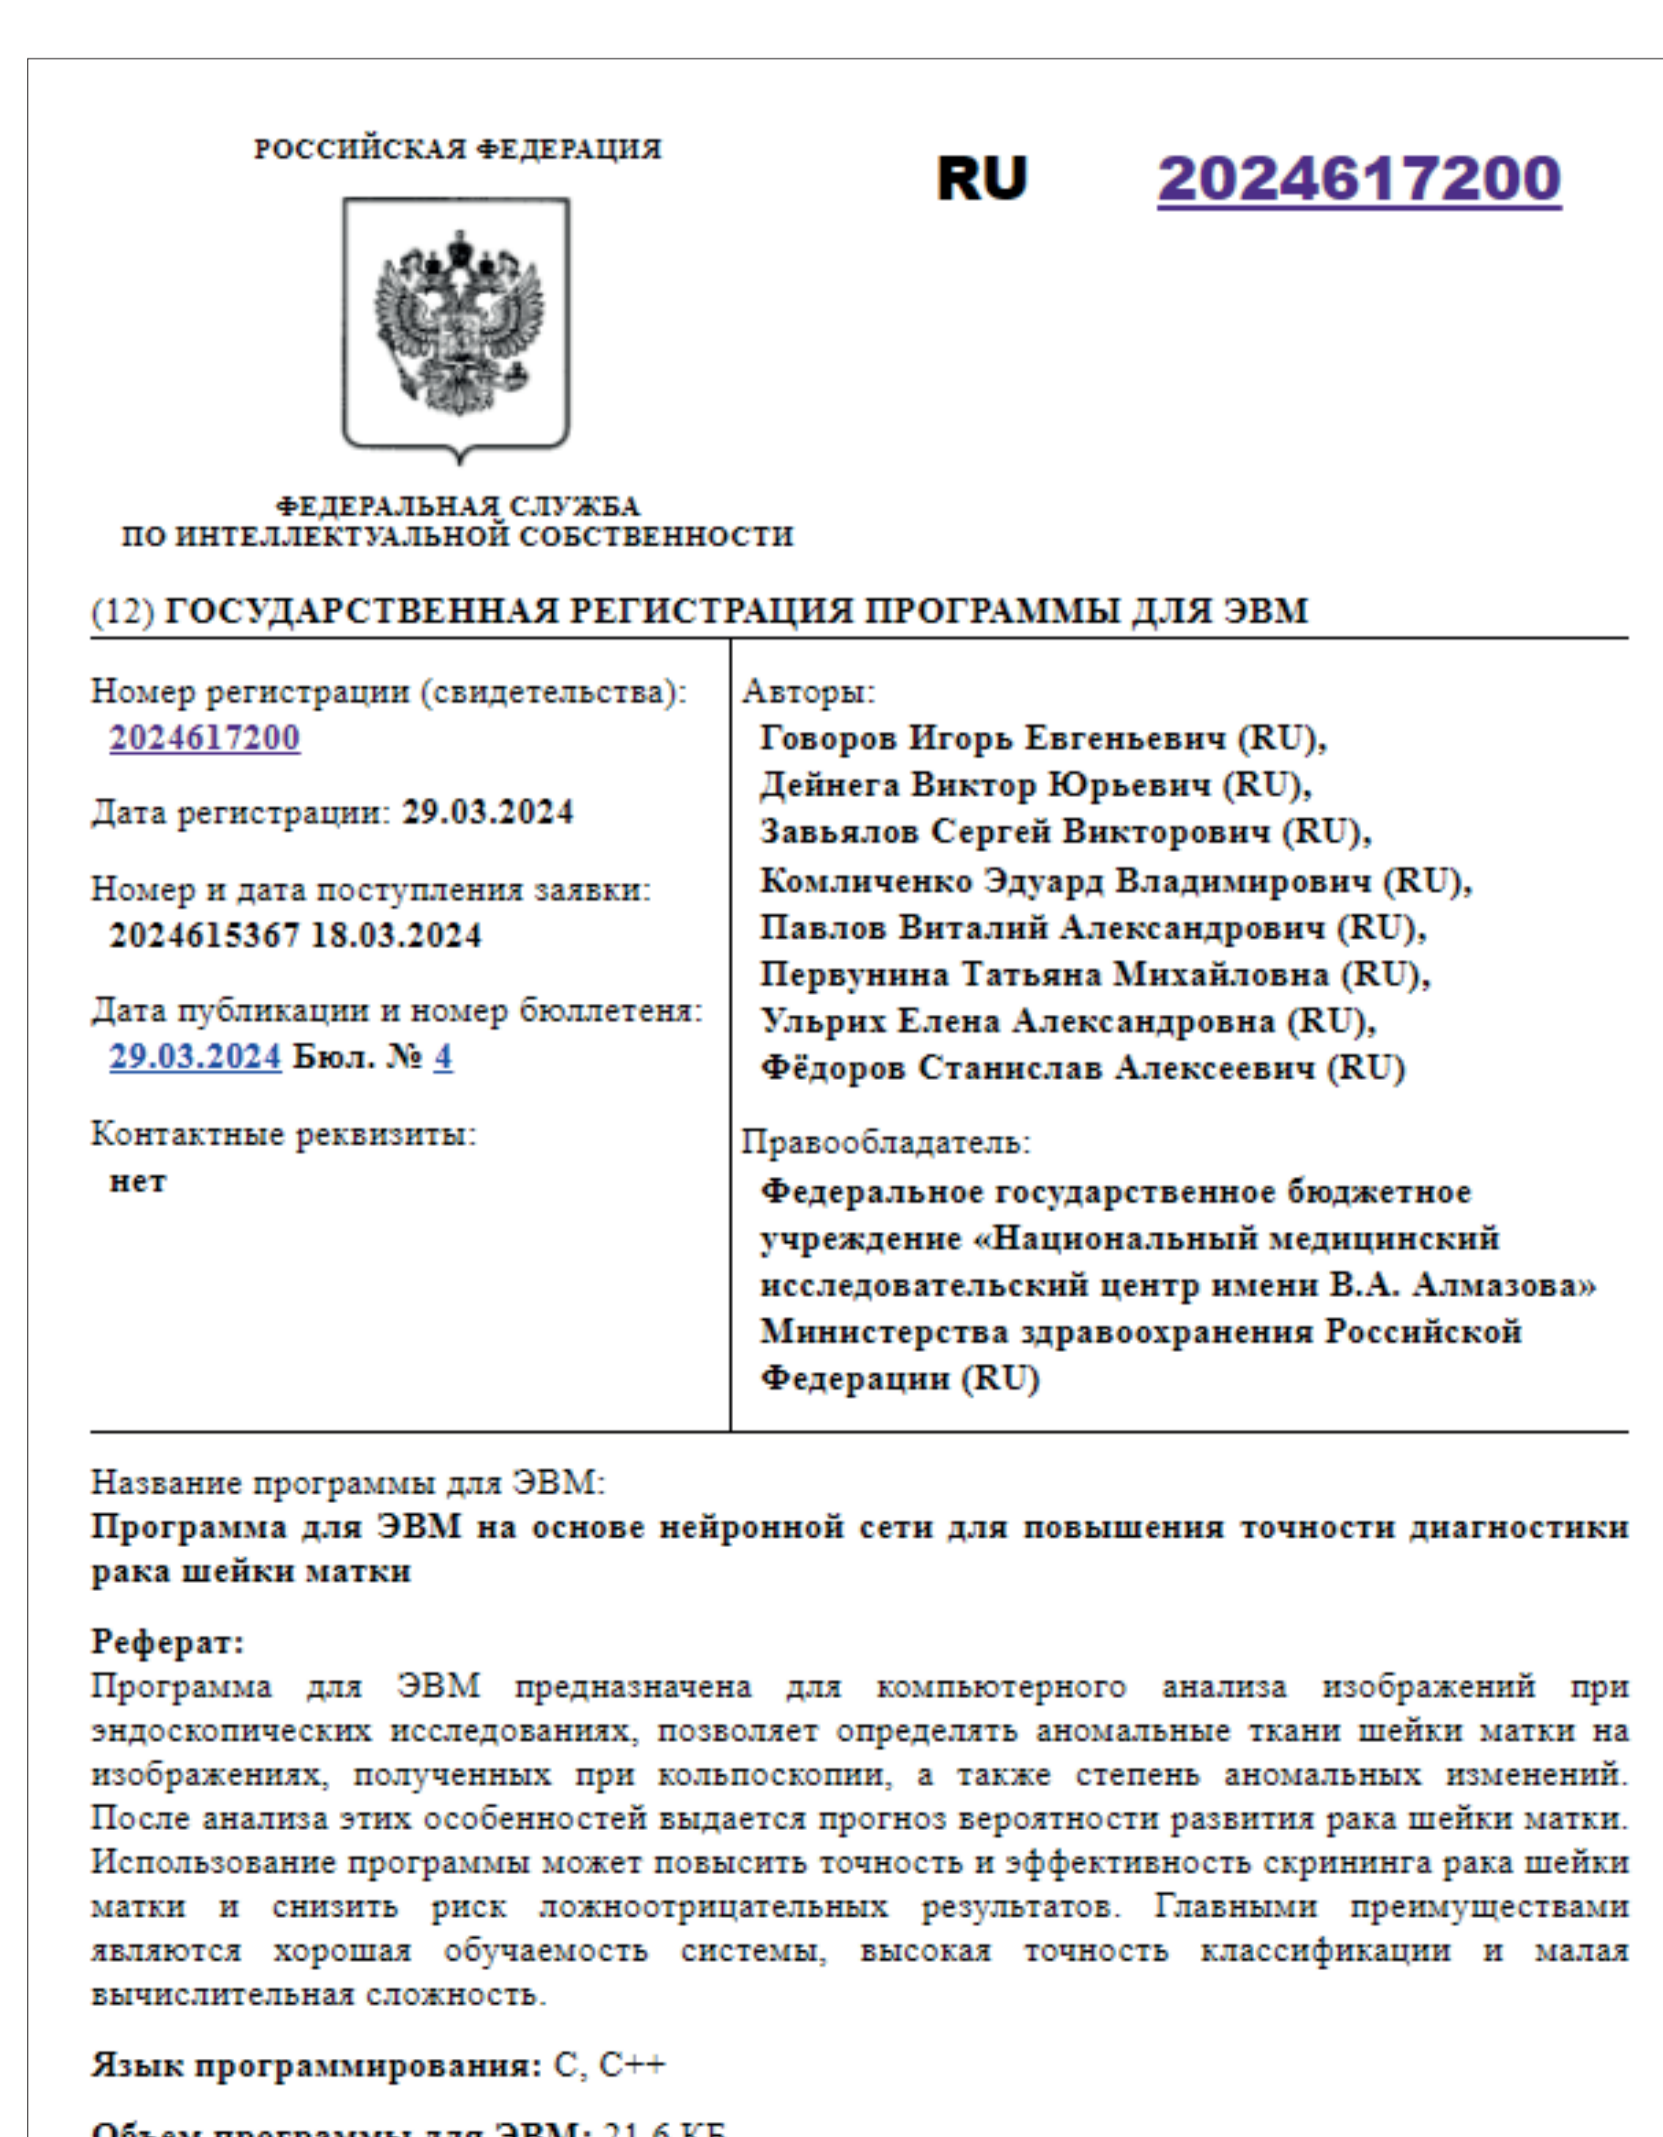 РОССИЙСКАЯ ФЕДЕРАЦИЯ
RU 2024617200
ФЕДЕРАЛЬНАЯ СЛУЖБА
ПО ИНТЕЛЛЕКТУАЛЬНОЙ СОБСТВЕННОСТИ
(12) ГОСУДАРСТВЕННАЯ РЕГИСТРАЦИЯ ПРОГРАММЫ ДЛЯ ЭВМ
Номер регистрации (свидетельства):
2024617200
Дата регистрации: 29.03.2024
Номер и дата поступления заявки:
2024615367 18.03.2024
Дата публикации и номер бюллетеня:
29.03.2024 Бюл. № 4
Контактные реквизиты:
нет
Авторы:
Говоров Игорь Евгеньевич (RU),
Дейнега Виктор Юрьевич (RU),
Завьялов Сергей Викторович (RU),
Комличенко Эдуард Владимирович (RU),
Павлов Виталий Александрович (RU),
Первунина Татьяна Михайловна (RU),
Ульрих Елена Александровна (RU),
Фёдоров Станислав Алексеевич (RU)
Правообладатель:
Федеральное государственное бюджетное
учреждение «Национальный медицинский
исследовательский центр имени В.А. Алмазова»
Министерства здравоохранения Российской
Федерации (RU)
Название программы для ЭВМ:
Программа для ЭВМ на основе нейронной сети для повышения точности диагностики
рака шейки матки
Реферат:
Программа для ЭВМ предназначена для компьютерного анализа изображений при
эндоскопических исследованиях, позволяет определять аномальные ткани шейки матки на
изображениях, полученных при кольпоскопии, а также степень аномальных изменений.
После анализа этих особенностей выдается прогноз вероятности развития рака шейки матки.
Использование программы может повысить точность и эффективность скрининга рака шейки
матки и снизить риск ложноотрицательных результатов. Главными преимуществами
являются хорошая обучаемость системы, высокая точность классификации и малая
вычислительная сложность.
Язык программирования: С, С++
Объем программы для ЭВМ: 21,6 КБ